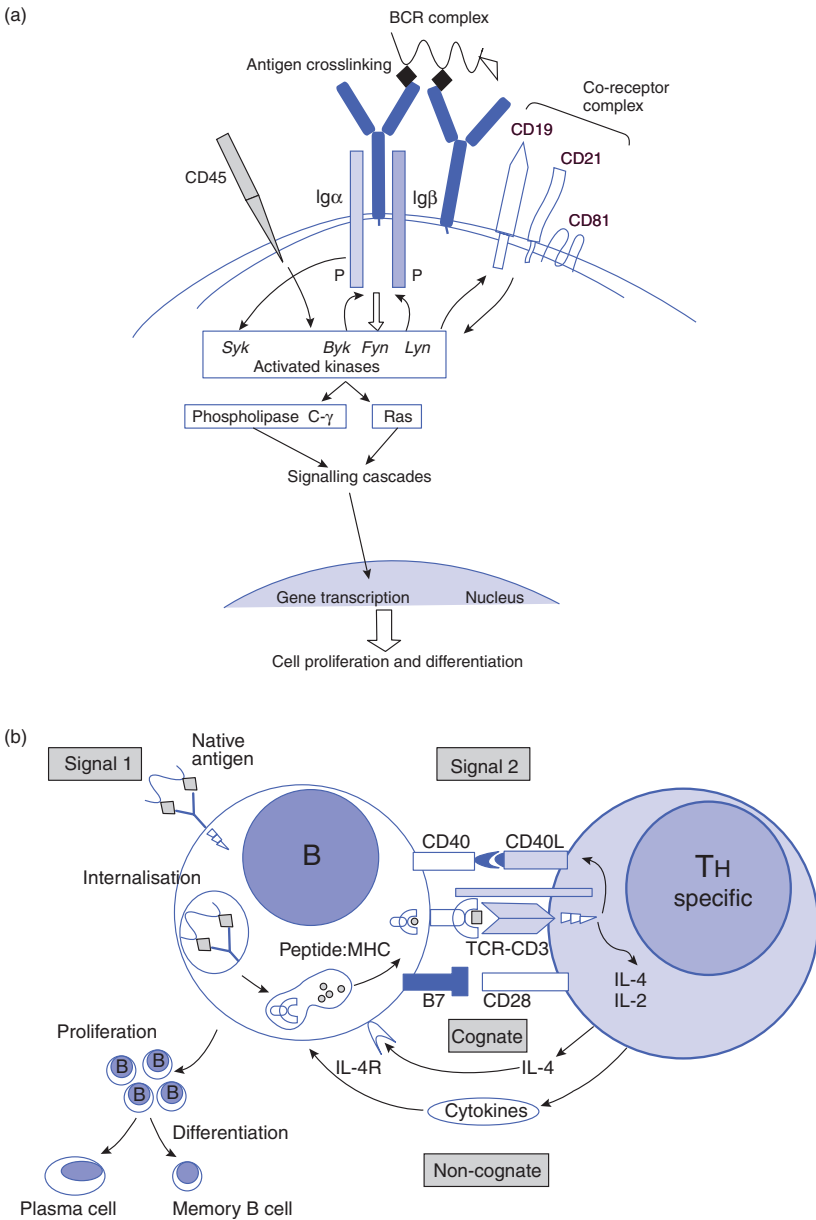 (a)
BCR complex
Antigen crosslinking
Co-receptor
complex
CD19
CD21
CD45
Igα
Igβ
CD81
P
P
Syk
Byk
Fyn
Lyn
Activated kinases
Phospholipase C-γ
Ras
Signalling cascades
Gene transcription
Nucleus
Cell proliferation and differentiation
(b)
Native
antigen
Signal 1
Signal 2
B
CD40
CD40L
TH
specific
Internalisation
Peptide:MHC
TCR-CD3
IL-4
IL-2
B7
CD28
Cognate
Proliferation
IL-4R
IL-4
B
B
B
B
Cytokines
Differentiation
Non-cognate
Plasma cell
Memory B cell